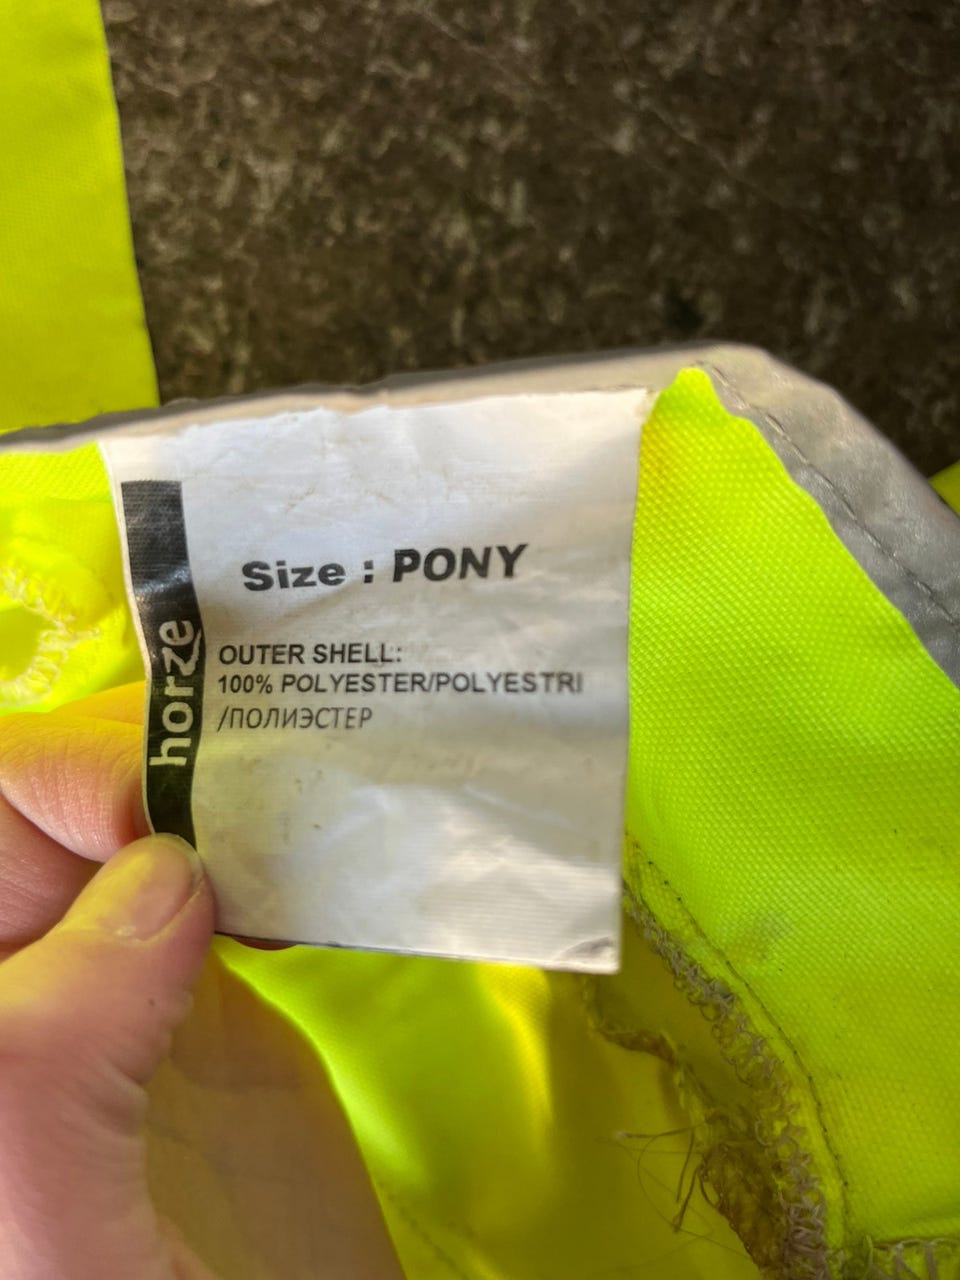 horze
Size : PONY
OUTER SHELL:
100% POLYESTER/POLYESTRI
/ПОЛИЭСТЕР